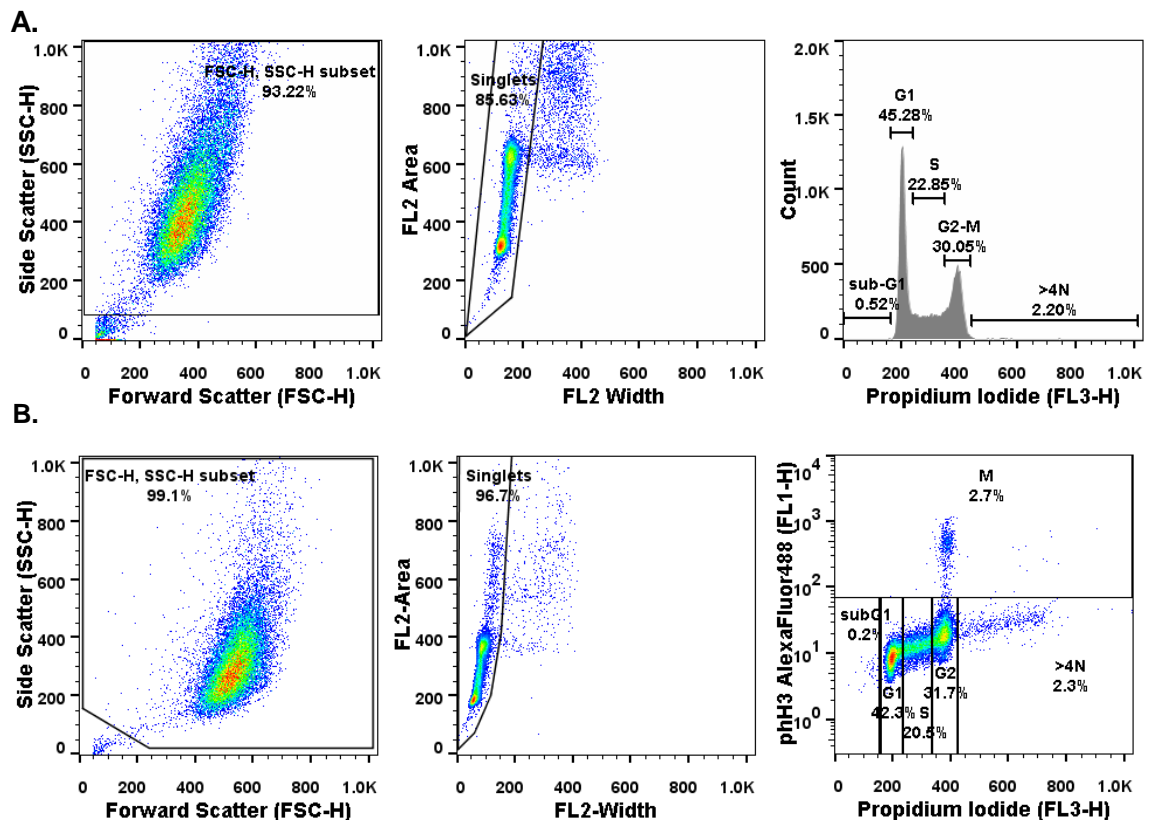 A.
1.0K
800
600
400
200
0
Side Scatter (SSC-H)
FSC-H, SSC-H subset
93.22%
0 200 400 600 800 1.0K
Forward Scatter (FSC-H)
1.0K
800
600
400
200
0
FL2 Area
Singlets
85.63%
0 200 400 600 800 1.0K
FL2 Width
2.0K
1.5K
1.0K
500
0
Count
G1
45.28%
S
22.85%
G2-M
30.05%
sub-G1
0.52%
>4N
2.20%
0 200 400 600 800 1.0K
Propidium Iodide (FL3-H)
B.
1.0K
800
600
400
200
0
Side Scatter (SSC-H)
FSC-H, SSC-H subset
99.1%
0 200 400 600 800 1.0K
Forward Scatter (FSC-H)
1.0K
800
600
400
200
0
FL2-Area
Singlets
96.7%
0 200 400 600 800 1.0K
FL2-Width
10^4
10^3
10^2
10^1
10^0
phH3 AlexaFluor488 (FL1-H)
M
2.7%
subG1
0.2%
G1
42.3%
S
20.5%
G2
31.7%
>4N
2.3%
0 200 400 600 800 1.0K
Propidium Iodide (FL3-H)